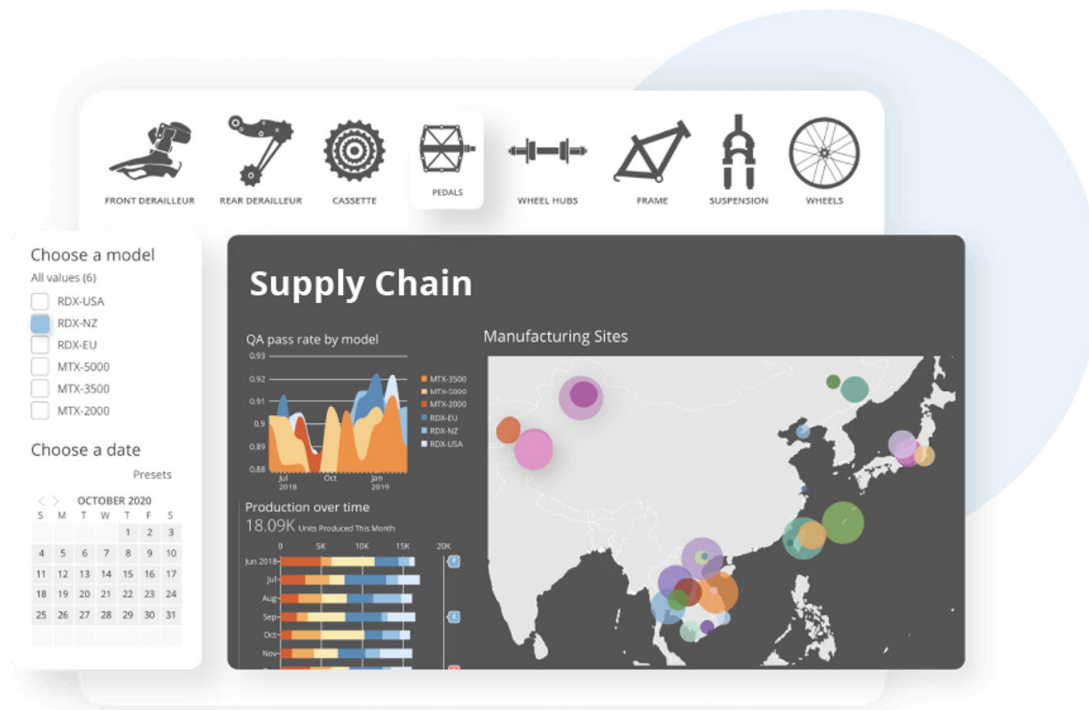 FRONT DERAILLEUR
REAR DERAILLEUR
CASSETTE
PEDALS
WHEEL HUBS
FRAME
SUSPENSION
WHEELS
Choose a model
All values (6)
RDX-USA
RDX-NZ
RDX-EU
MTX-5000
MTX-3500
MTX-2000
Choose a date
Presets
< > OCTOBER 2020
S M T W T F S
1 2 3
4 5 6 7 8 9 10
11 12 13 14 15 16 17
18 19 20 21 22 23 24
25 26 27 28 29 30 31
Supply Chain
QA pass rate by model
0.93
0.92
0.91
0.9
0.89
0.88
Jul Oct Jan
2018 2019
MTX-3500
MTX-5000
MTX-2000
RDX-EU
RDX-NZ
RDX-USA
Production over time
18.09K Units Produced This Month
0 5K 10K 15K 20K
Jun 2018
Jul
Aug
Sep
Oct
Nov
Manufacturing Sites